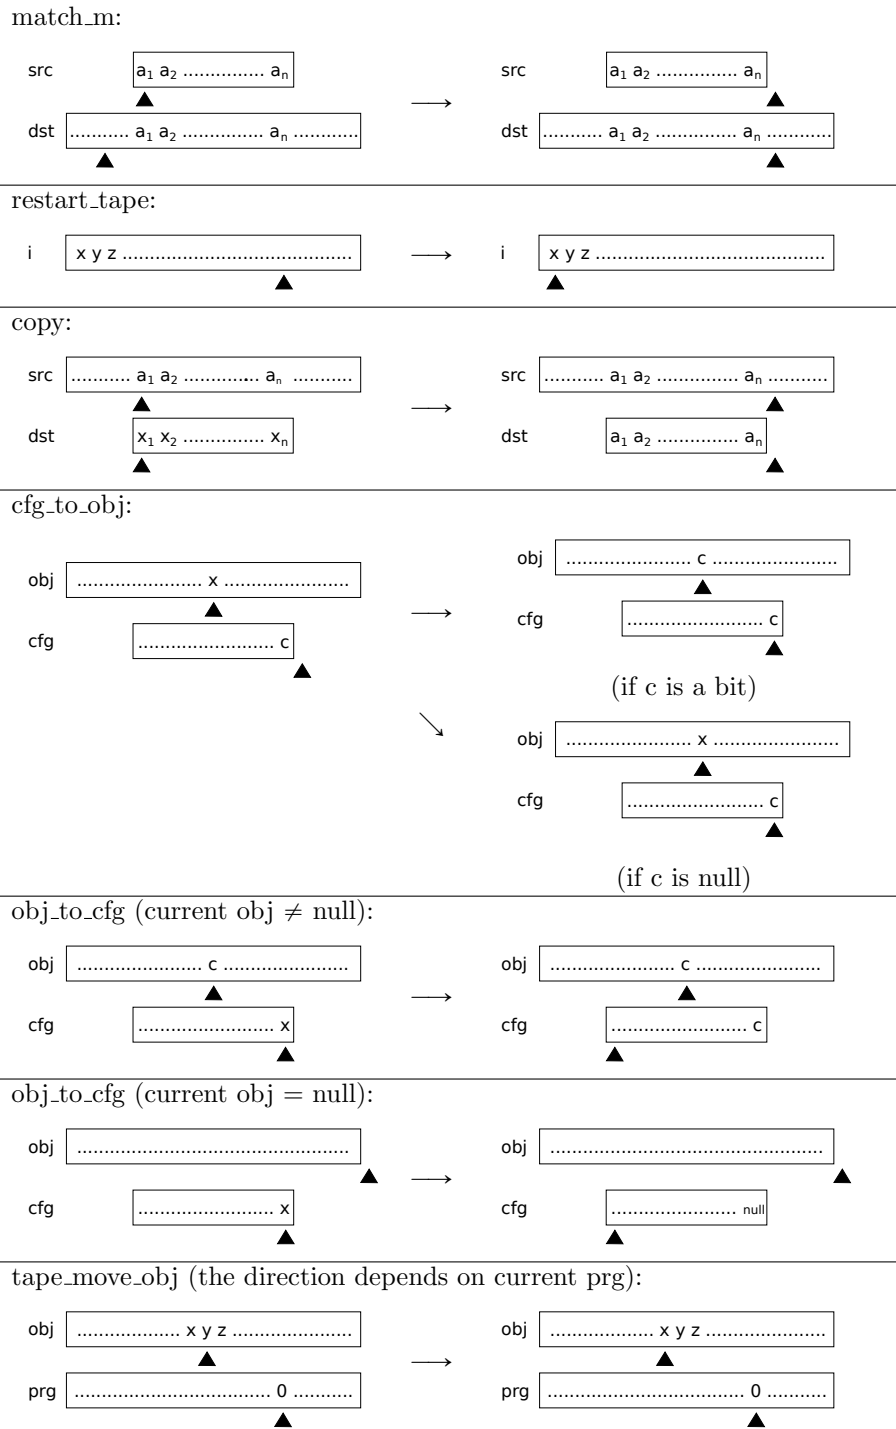 match_m:
src a₁ a₂ ............... aₙ ⟶ src a₁ a₂ ............... aₙ
dst ........... a₁ a₂ ............... aₙ ............ ⟶ dst ........... a₁ a₂ ............... aₙ ............
restart_tape:
i x y z .......................................... ⟶ i x y z ..........................................
copy:
src ........... a₁ a₂ ............... aₙ ........... ⟶ src ............ a₁ a₂ ............... aₙ ...........
dst x₁ x₂ ............... xₙ dst a₁ a₂ ............... aₙ
cfg_to_obj:
obj ....................... x ....................... ⟶ obj ....................... c .......................
cfg ......................... c cfg ......................... c
(if c is a bit)
↘
obj ....................... x .......................
cfg ......................... c
(if c is null)
obj_to_cfg (current obj ≠ null):
obj ....................... c ....................... ⟶ obj ....................... c .......................
cfg ......................... x cfg ......................... c
obj_to_cfg (current obj = null):
obj .................................................. ⟶ obj ..................................................
cfg ......................... x cfg ....................... null
tape_move_obj (the direction depends on current prg):
obj ................... x y z ...................... ⟶ obj ................... x y z ......................
prg .................................... 0 ........... prg .................................... 0 ...........